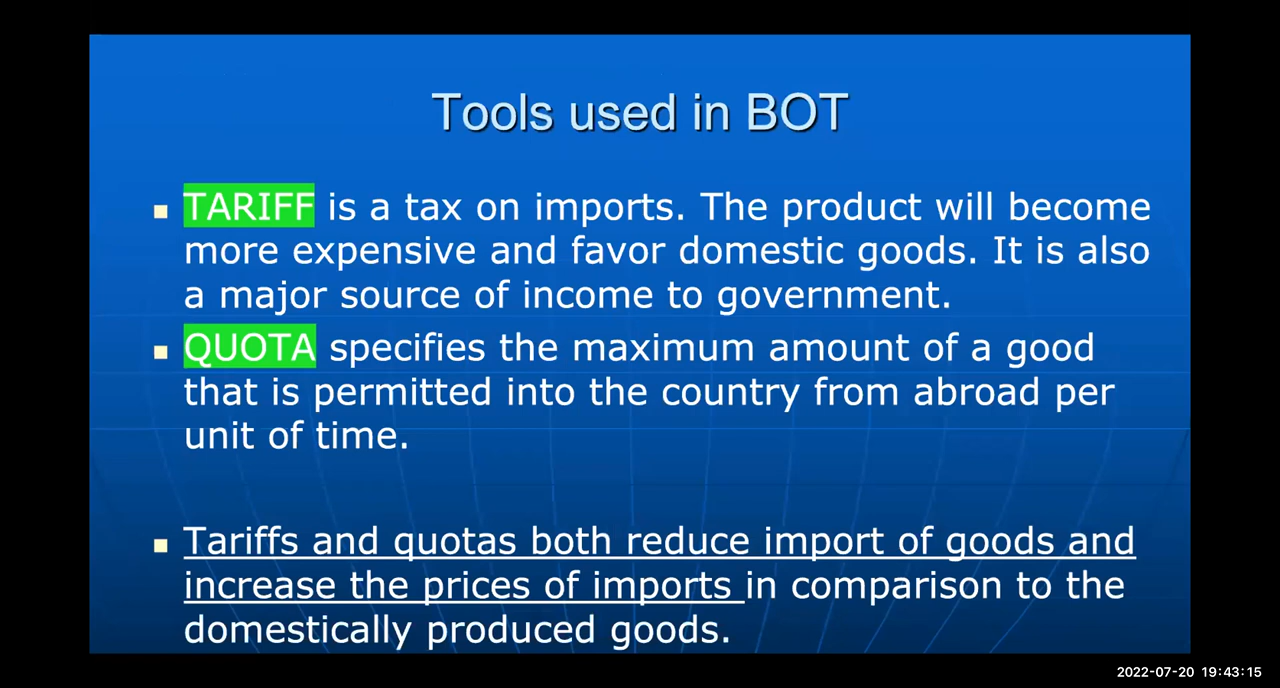 Tools used in BOT
TARIFF is a tax on imports. The product will become
more expensive and favor domestic goods. It is also
a major source of income to government.
QUOTA specifies the maximum amount of a good
that is permitted into the country from abroad per
unit of time.
Tariffs and quotas both reduce import of goods and
increase the prices of imports in comparison to the
domestically produced goods.
2022-07-20 19:43:15